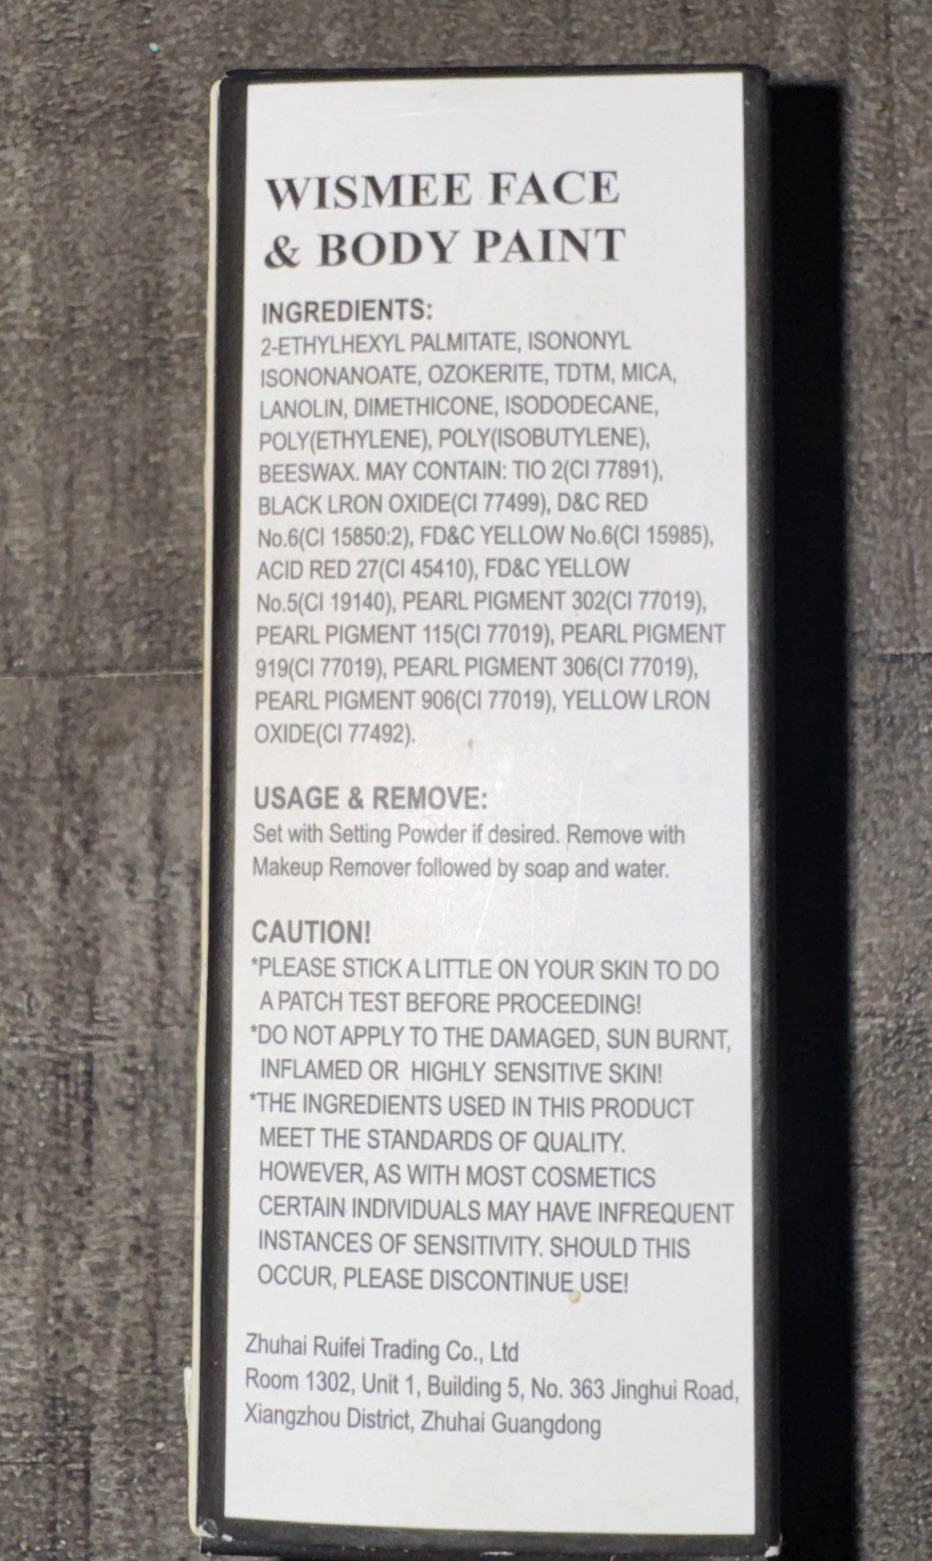 WISMEE FACE
& BODY PAINT
INGREDIENTS:
2-ETHYLHEXYL PALMITATE, ISONONYL
ISONONANOATE, OZOKERITE, TDTM, MICA,
LANOLIN, DIMETHICONE, ISODODECANE,
POLY(ETHYLENE), POLY(ISOBUTYLENE),
BEESWAX. MAY CONTAIN: TIO 2(CI 77891),
BLACK LRON OXIDE(CI 77499), D&C RED
No.6(CI 15850:2), FD&C YELLOW No.6(CI 15985),
ACID RED 27(CI 45410), FD&C YELLOW
No.5(CI 19140), PEARL PIGMENT 302(CI 77019),
PEARL PIGMENT 115(CI 77019), PEARL PIGMENT
919(CI 77019), PEARL PIGMENT 306(CI 77019),
PEARL PIGMENT 906(CI 77019), YELLOW LRON
OXIDE(CI 77492).
USAGE & REMOVE:
Set with Setting Powder if desired. Remove with
Makeup Remover followed by soap and water.
CAUTION!
*PLEASE STICK A LITTLE ON YOUR SKIN TO DO
A PATCH TEST BEFORE PROCEEDING!
*DO NOT APPLY TO THE DAMAGED, SUN BURNT,
INFLAMED OR HIGHLY SENSITIVE SKIN!
*THE INGREDIENTS USED IN THIS PRODUCT
MEET THE STANDARDS OF QUALITY.
HOWEVER, AS WITH MOST COSMETICS
CERTAIN INDIVIDUALS MAY HAVE INFREQUENT
INSTANCES OF SENSITIVITY. SHOULD THIS
OCCUR, PLEASE DISCONTINUE USE!
Zhuhai Ruifei Trading Co., Ltd
Room 1302, Unit 1, Building 5, No. 363 Jinghui Road,
Xiangzhou District, Zhuhai Guangdong